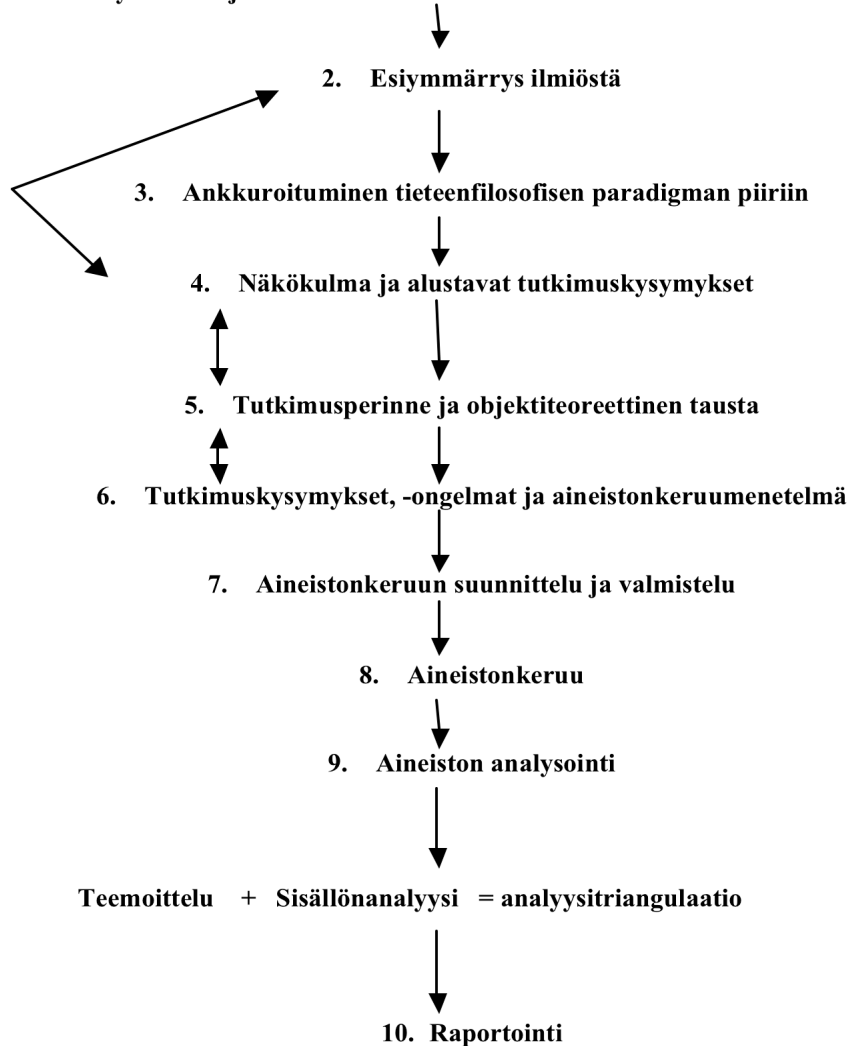 2. Esiymmärrys ilmiöstä
3. Ankkuroituminen tieteenfilosofisen paradigman piiriin
4. Näkökulma ja alustavat tutkimuskysymykset
5. Tutkimusperinne ja objektiteoreettinen tausta
6. Tutkimuskysymykset, -ongelmat ja aineistonkeruumenetelmä
7. Aineistonkeruun suunnittelu ja valmistelu
8. Aineistonkeruu
9. Aineiston analysointi
Teemoittelu + Sisällönanalyysi = analyysitriangulaatio
10. Raportointi